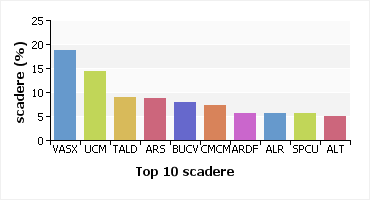 25
20
15
10
5
0
scadere (%)
VASX UCM TALD ARS BUCV CMCM ARDF ALR SPCU ALT
Top 10 scadere